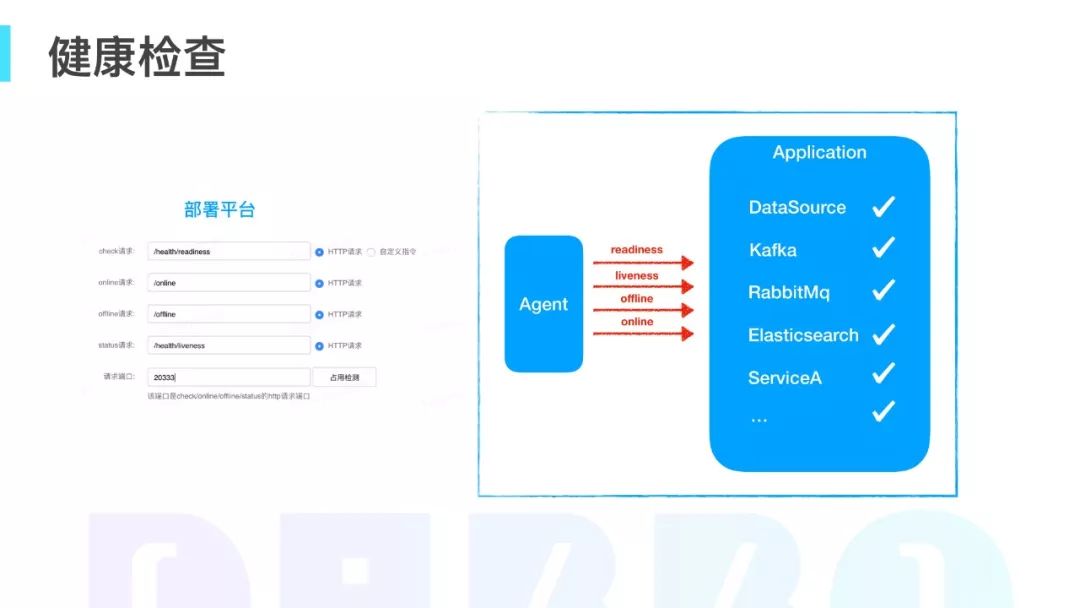 健康检查
部署平台
check请求: /health/readiness HTTP请求 自定义指令
online请求: /online HTTP请求
offline请求: /offline HTTP请求
status请求: /health/liveness HTTP请求
请求端口: 20333 占用检测
该端口是check/online/offline/status的http请求端口
Agent
readiness
liveness
offline
online
Application
DataSource
Kafka
RabbitMq
Elasticsearch
ServiceA
...
DUBBO